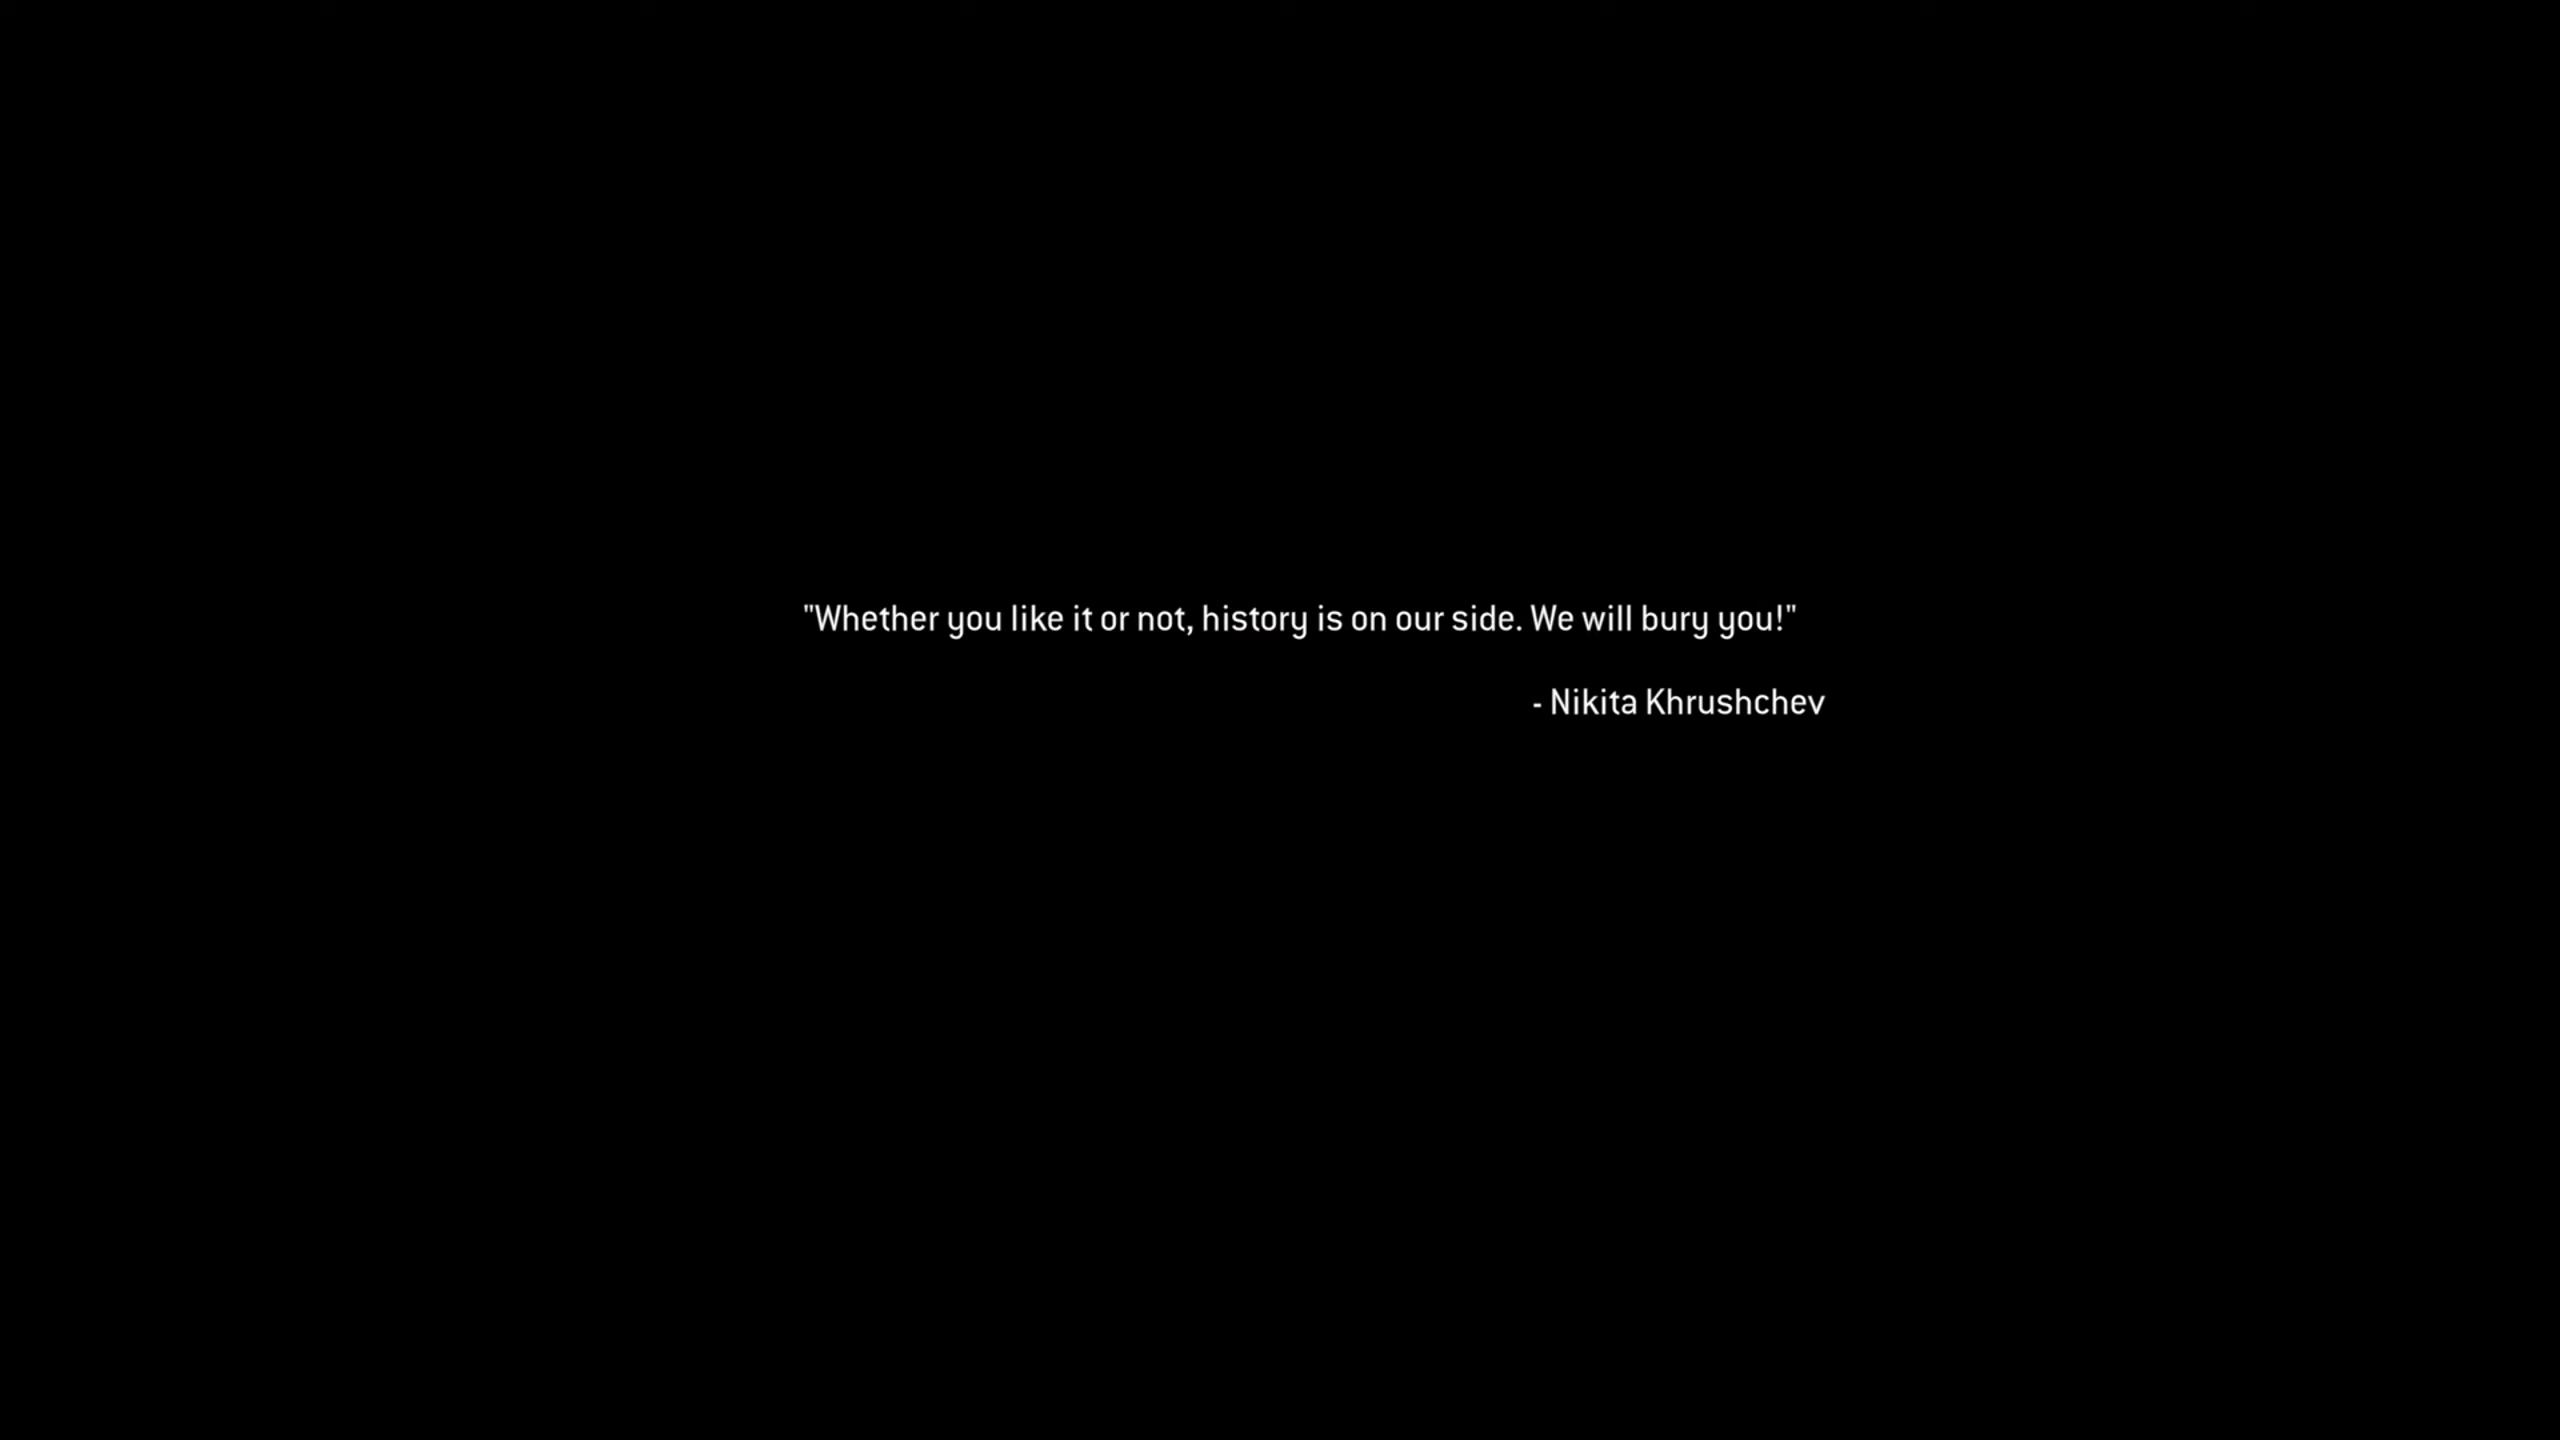 "Whether you like it or not, history is on our side. We will bury you!"
- Nikita Khrushchev